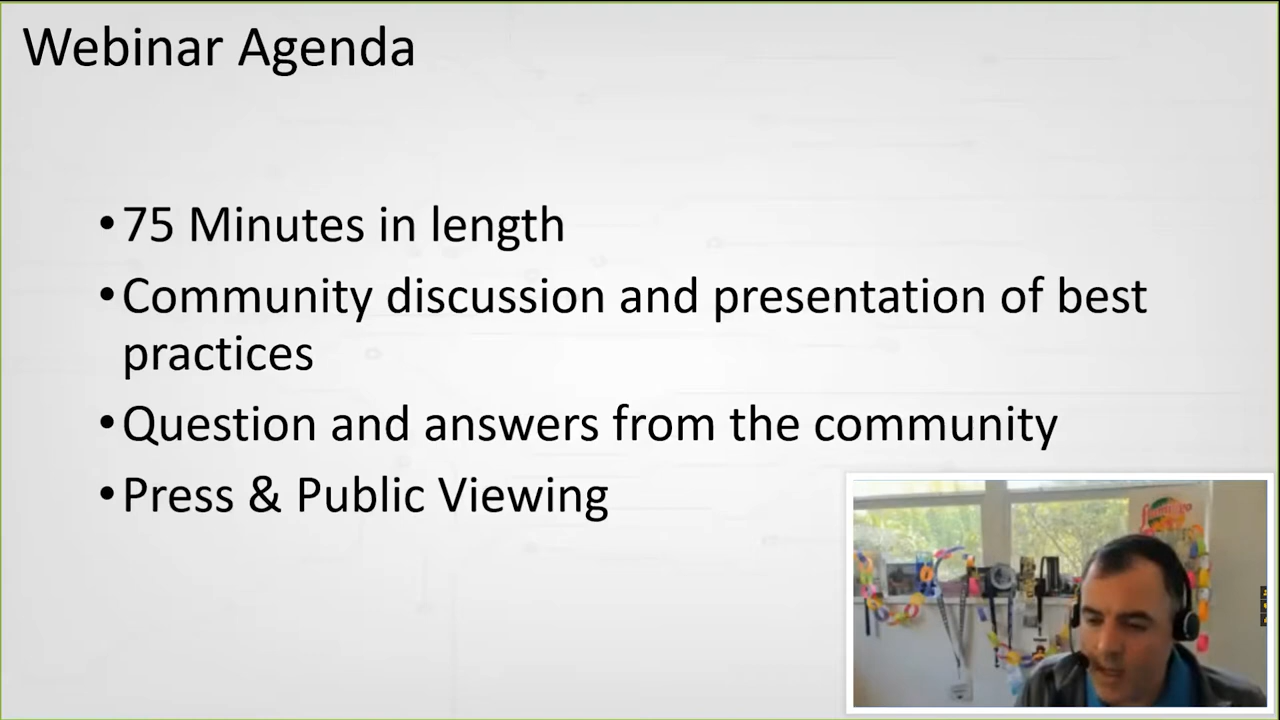 Webinar Agenda
•75 Minutes in length
•Community discussion and presentation of best
practices
•Question and answers from the community
•Press & Public Viewing